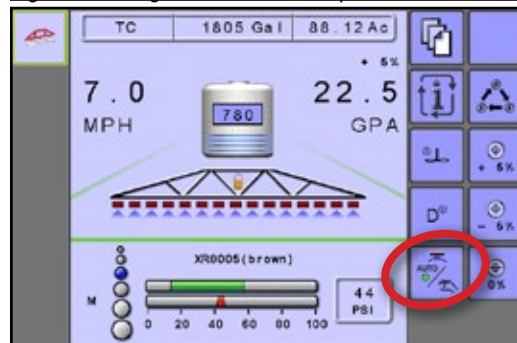 TC 1805 Gal 88.12 Ac
+ 5%
7.0 22.5
MPH GPA
780
+ 5%
D
- 5%
XR8005(brown)
AUTO
0%
M
44
PSI
0 20 40 60 80 100